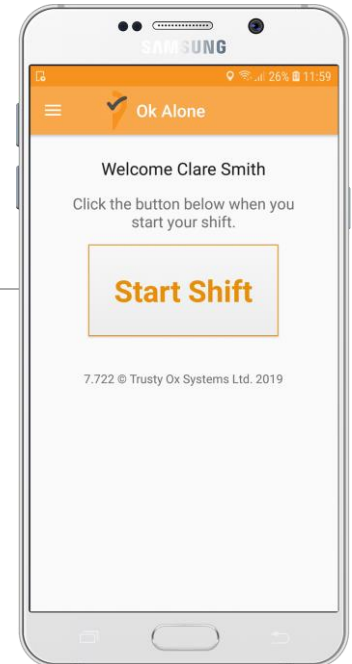 SAMSUNG
26% 11:59
Ok Alone
Welcome Clare Smith
Click the button below when you
start your shift.
Start Shift
7.722 © Trusty Ox Systems Ltd. 2019